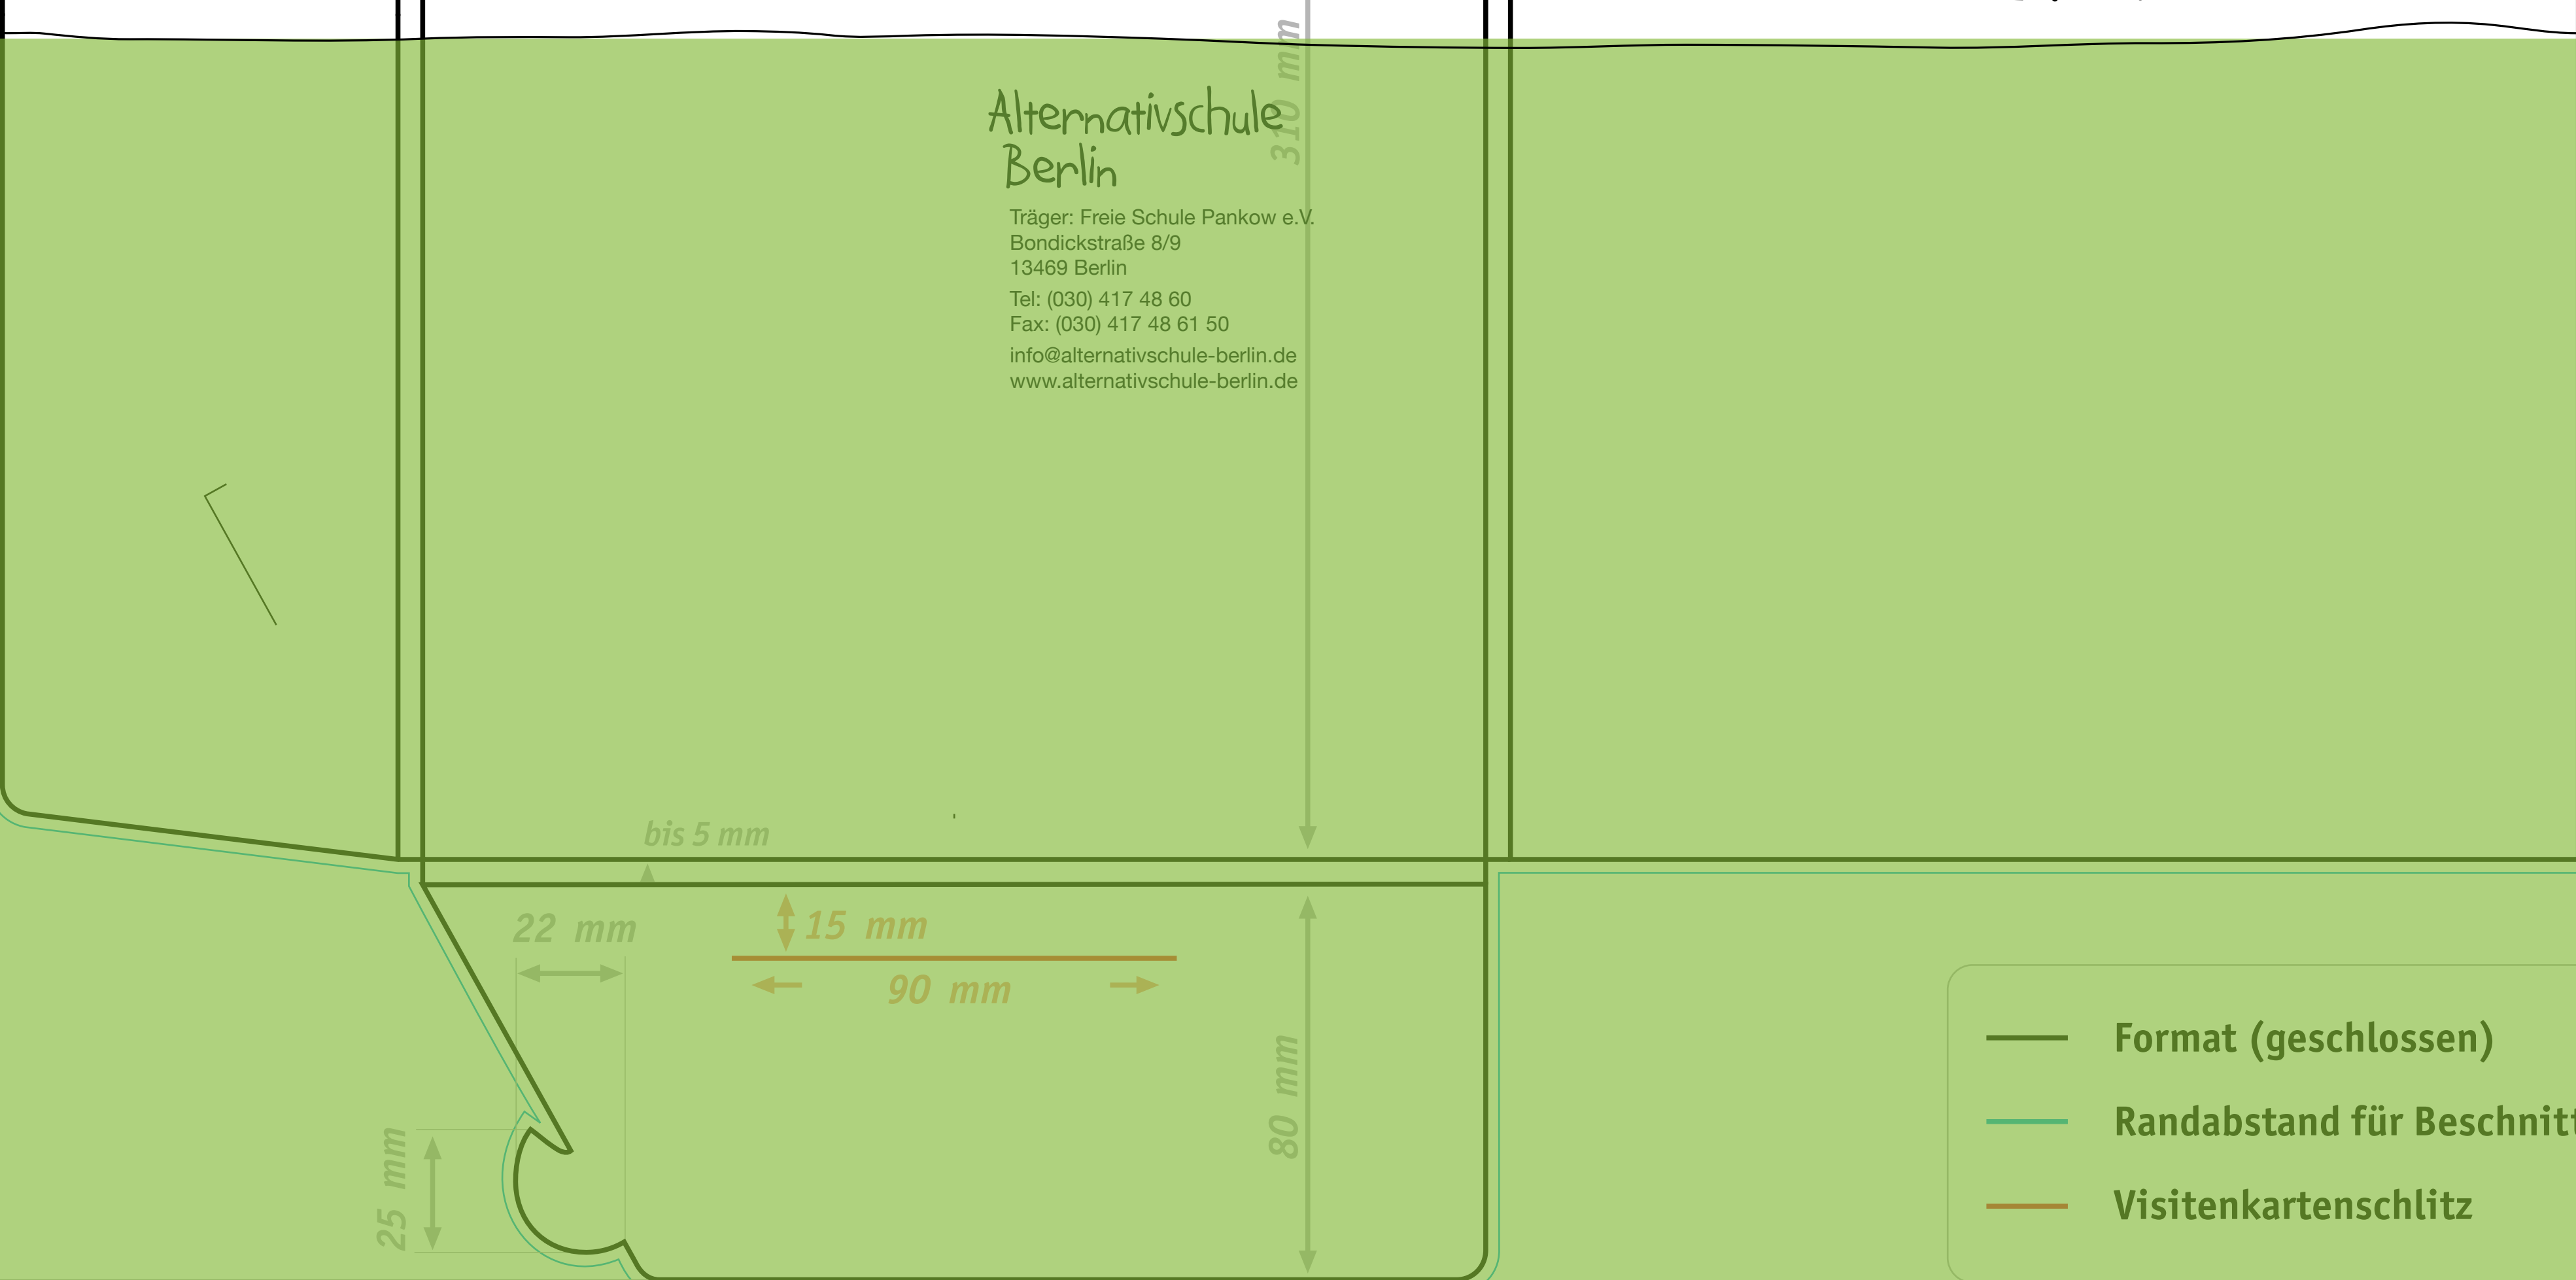 310 mm
Alternativschule
Berlin
Träger: Freie Schule Pankow e.V.
Bondickstraße 8/9
13469 Berlin
Tel: (030) 417 48 60
Fax: (030) 417 48 61 50
info@alternativschule-berlin.de
www.alternativschule-berlin.de
bis 5 mm
22 mm
15 mm
90 mm
80 mm
25 mm
Format (geschlossen)
Randabstand für Beschnitt
Visitenkartenschlitz